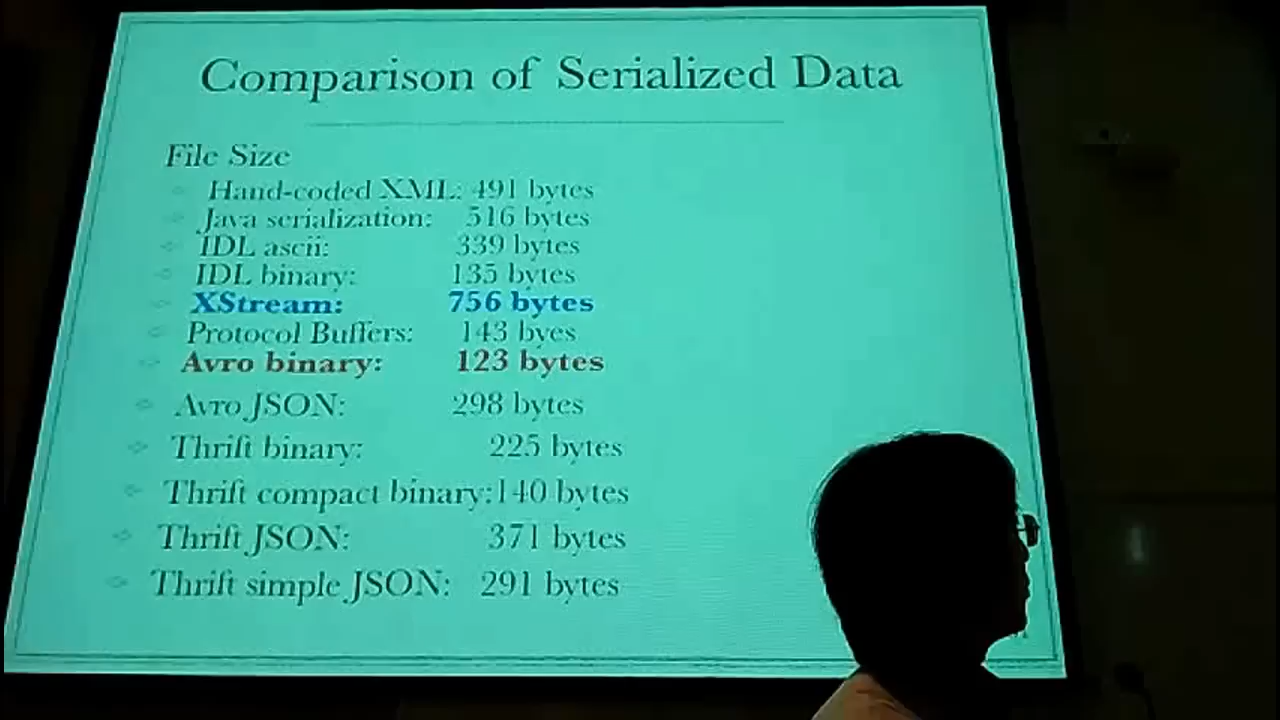 Comparison of Serialized Data
File Size
Hand-coded XML: 491 bytes
Java serialization: 516 bytes
IDL ascii: 339 bytes
IDL binary: 135 bytes
XStream: 756 bytes
Protocol Buffers: 143 byes
Avro binary: 123 bytes
Avro JSON: 298 bytes
Thrift binary: 225 bytes
Thrift compact binary:140 bytes
Thrift JSON: 371 bytes
Thrift simple JSON: 291 bytes